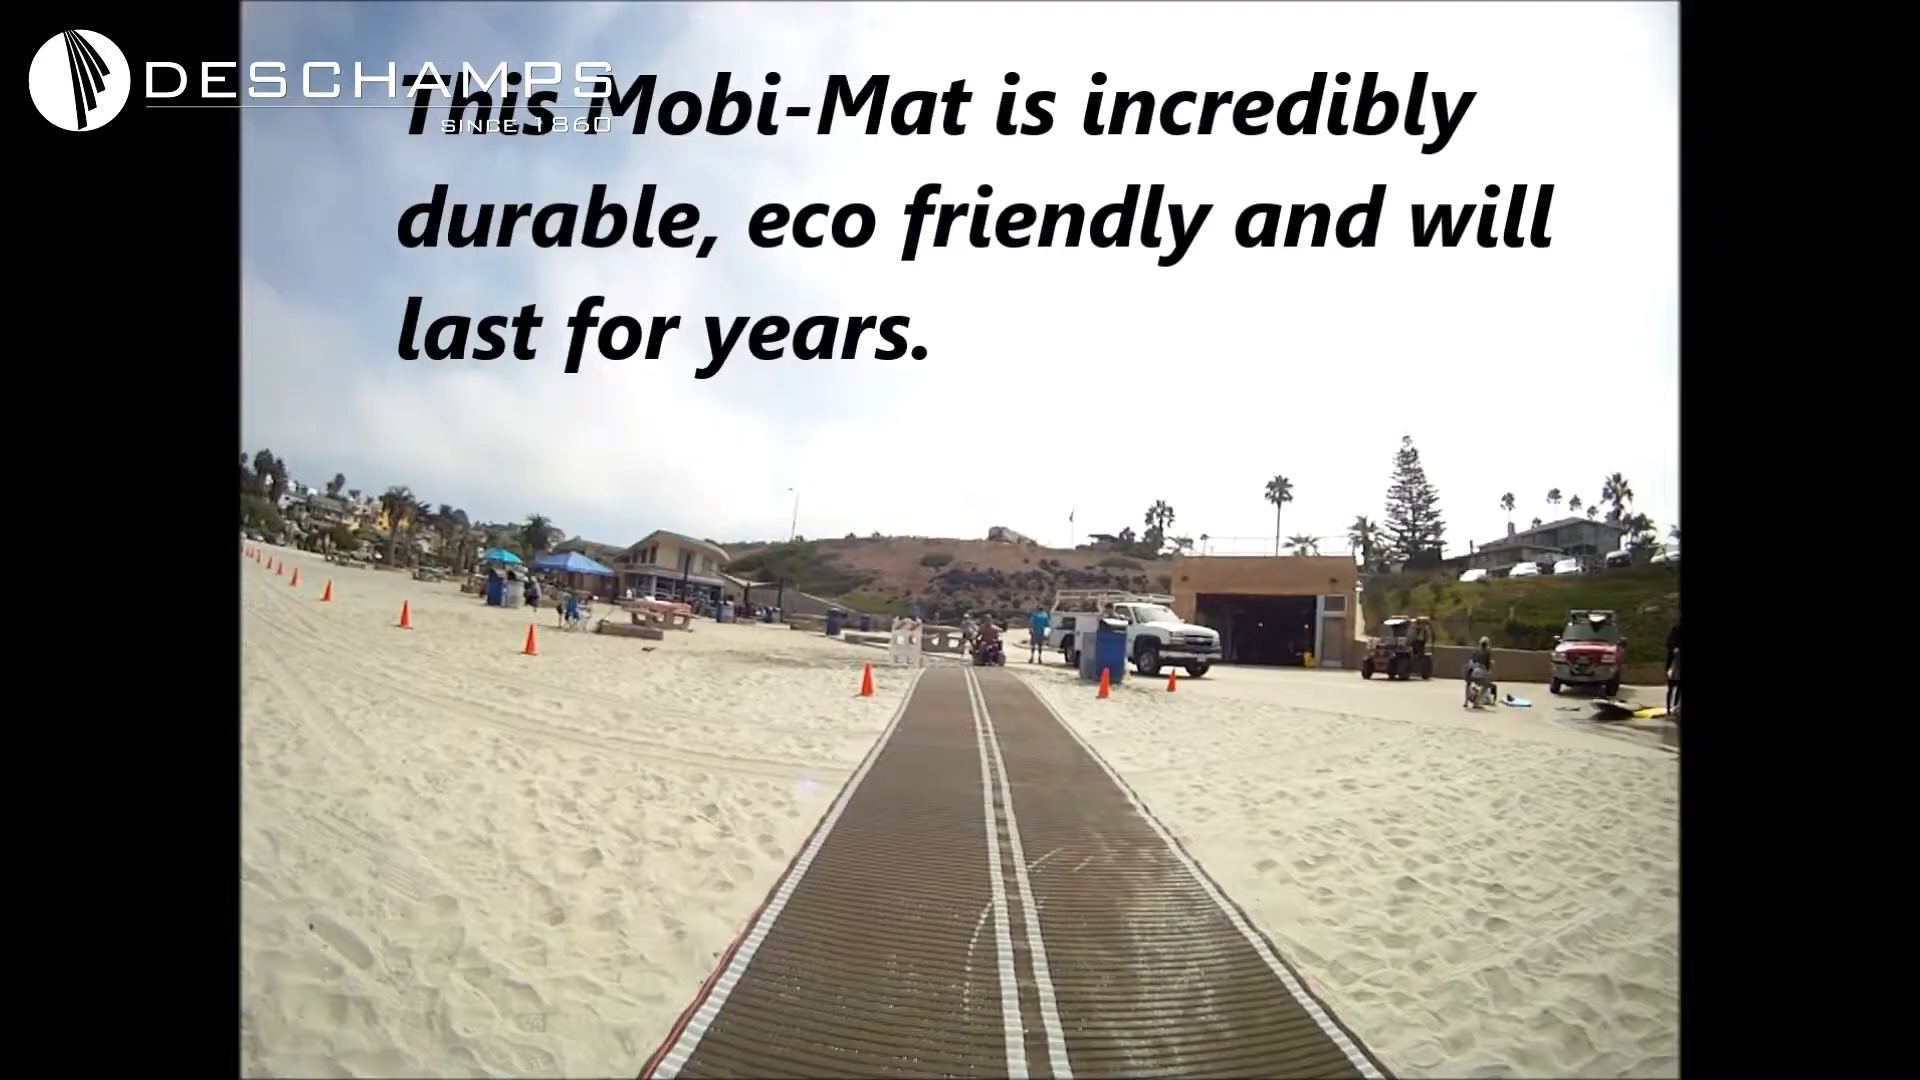 DESCHAMPS
SINCE 1860
This Mobi-Mat is incredibly
durable, eco friendly and will
last for years.